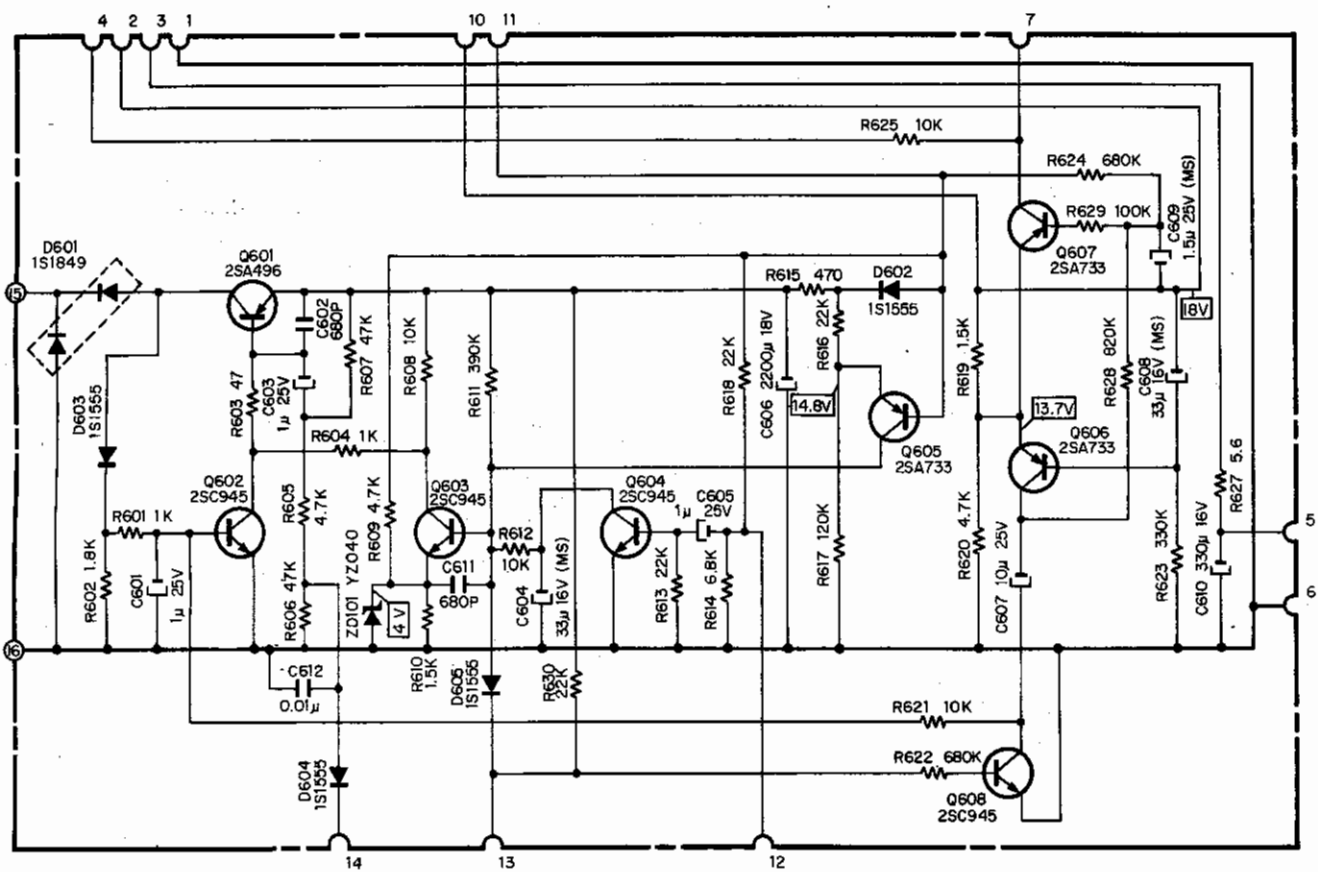 4 2 3 1 10 11 7
R625 10K
R624 680K
R629 100K
C609
1.5μ 25V (MS)
Q607
2SA733
D601
1S1849
Q601
2SA496
R615 470
D602
1S1555
15
18V
C602
680P
R607 47K
R608 10K
R611 390K
R618 22K
C606 2200μ 18V
R616 22K
R619 1.5K
R628 820K
C608
33μ 16V (MS)
D603
1S1555
R603 47
C603
1μ 25V
14.8V
13.7V
R604 1K
Q605
2SA733
Q606
2SA733
R627 5.6
Q602
2SC945
R605
4.7K
R609 4.7K
Q603
2SC945
Q604
2SC945
C605
1μ 25V
R601 1K
R612
10K
R617 120K
R620 4.7K
C607 10μ 25V
R623 330K
C610 330μ 16V
5
R602 1.8K
C601
1μ 25V
R606 47K
ZD101 YZ040
4V
C611
680P
C604
33μ 16V (MS)
R613 22K
R614 6.8K
6
16
C612
0.01μ
R610
1.5K
D605
1S1555
R630
22K
R621 10K
D604
1S1555
R622 680K
Q608
2SC945
14 13 12